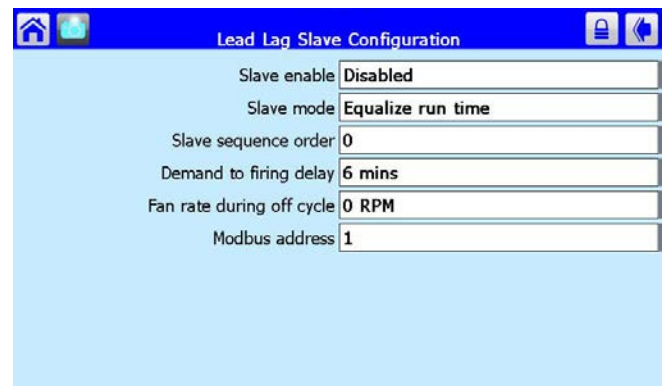 Lead Lag Slave Configuration
Slave enable Disabled
Slave mode Equalize run time
Slave sequence order 0
Demand to firing delay 6 mins
Fan rate during off cycle 0 RPM
Modbus address 1